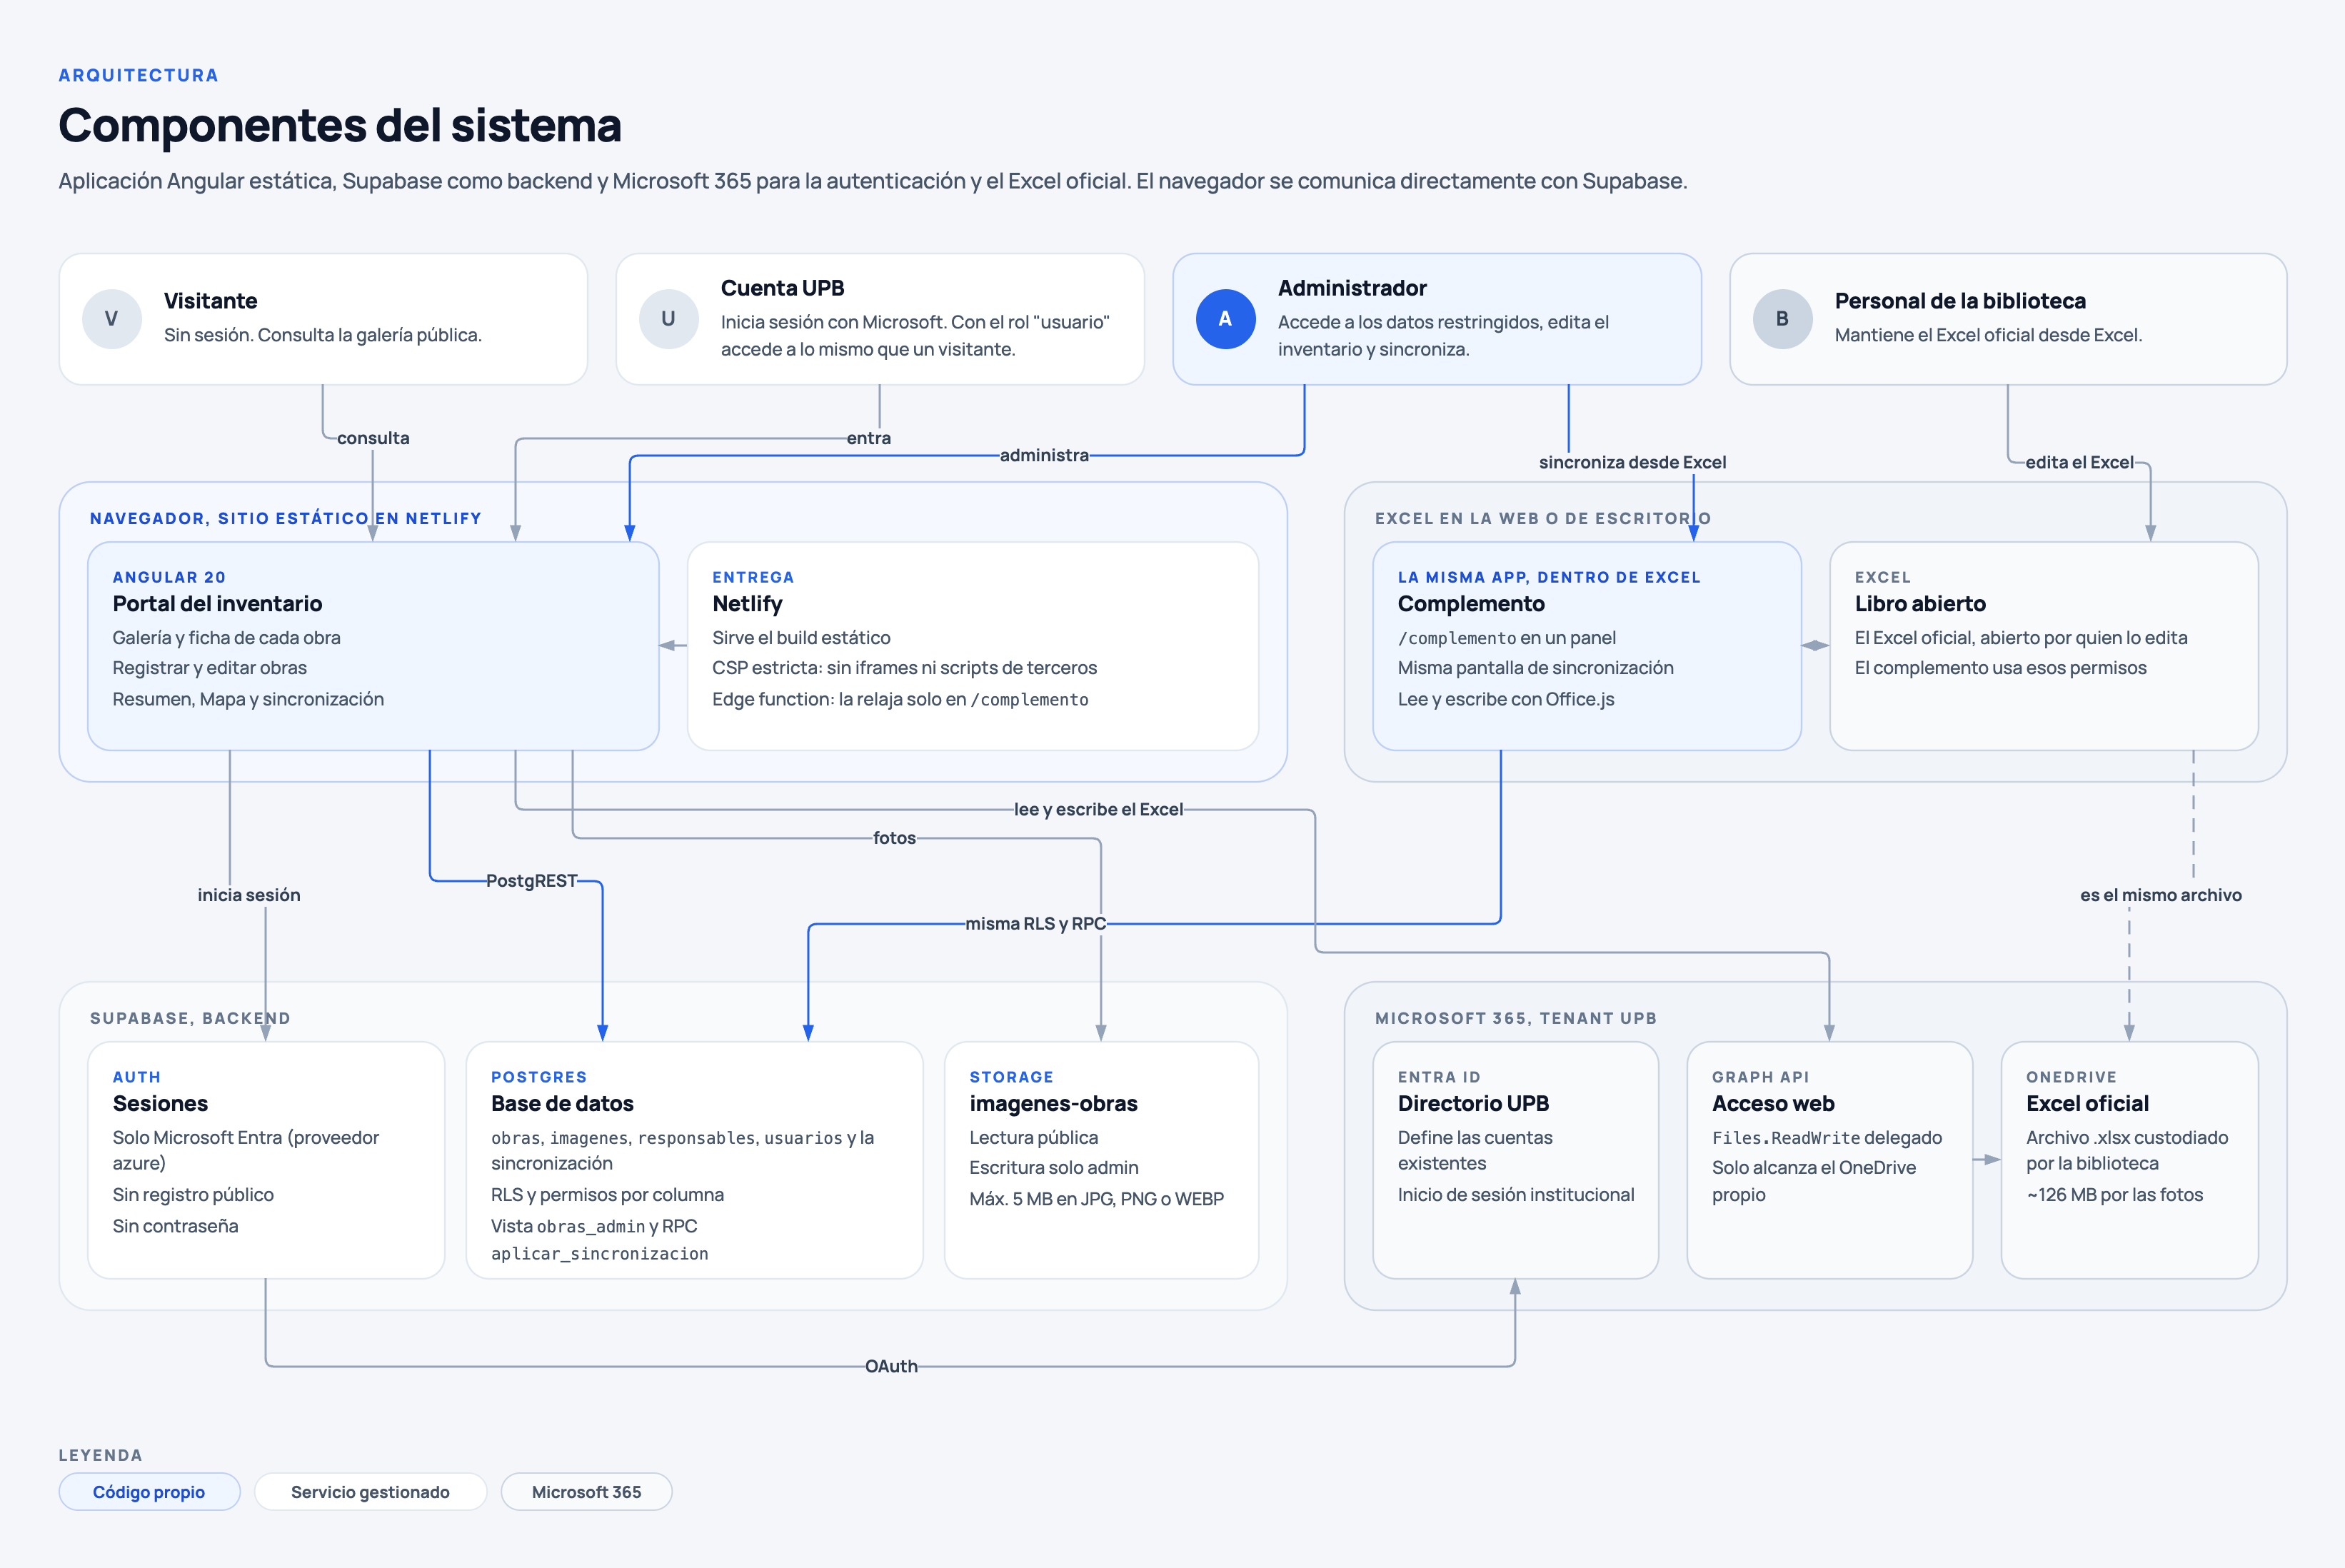 ARQUITECTURA
Componentes del sistema
Aplicación Angular estática, Supabase como backend y Microsoft 365 para la autenticación y el Excel oficial. El navegador se comunica directamente con Supabase.
V
Visitante
Sin sesión. Consulta la galería pública.
U
Cuenta UPB
Inicia sesión con Microsoft. Con el rol "usuario"
accede a lo mismo que un visitante.
A
Administrador
Accede a los datos restringidos, edita el
inventario y sincroniza.
B
Personal de la biblioteca
Mantiene el Excel oficial desde Excel.
consulta
entra
administra
sincroniza desde Excel
edita el Excel
NAVEGADOR, SITIO ESTÁTICO EN NETLIFY
ANGULAR 20
Portal del inventario
Galería y ficha de cada obra
Registrar y editar obras
Resumen, Mapa y sincronización
ENTREGA
Netlify
Sirve el build estático
CSP estricta: sin iframes ni scripts de terceros
Edge function: la relaja solo en /complemento
EXCEL EN LA WEB O DE ESCRITORIO
LA MISMA APP, DENTRO DE EXCEL
Complemento
/complemento en un panel
Misma pantalla de sincronización
Lee y escribe con Office.js
EXCEL
Libro abierto
El Excel oficial, abierto por quien lo edita
El complemento usa esos permisos
lee y escribe el Excel
fotos
PostgREST
inicia sesión
es el mismo archivo
misma RLS y RPC
SUPABASE, BACKEND
AUTH
Sesiones
Solo Microsoft Entra (proveedor
azure)
Sin registro público
Sin contraseña
POSTGRES
Base de datos
obras, imagenes, responsables, usuarios y la
sincronización
RLS y permisos por columna
Vista obras_admin y RPC
aplicar_sincronizacion
STORAGE
imagenes-obras
Lectura pública
Escritura solo admin
Máx. 5 MB en JPG, PNG o WEBP
MICROSOFT 365, TENANT UPB
ENTRA ID
Directorio UPB
Define las cuentas
existentes
Inicio de sesión institucional
GRAPH API
Acceso web
Files.ReadWrite delegado
Solo alcanza el OneDrive
propio
ONEDRIVE
Excel oficial
Archivo .xlsx custodiado
por la biblioteca
~126 MB por las fotos
OAuth
LEYENDA
Código propio
Servicio gestionado
Microsoft 365